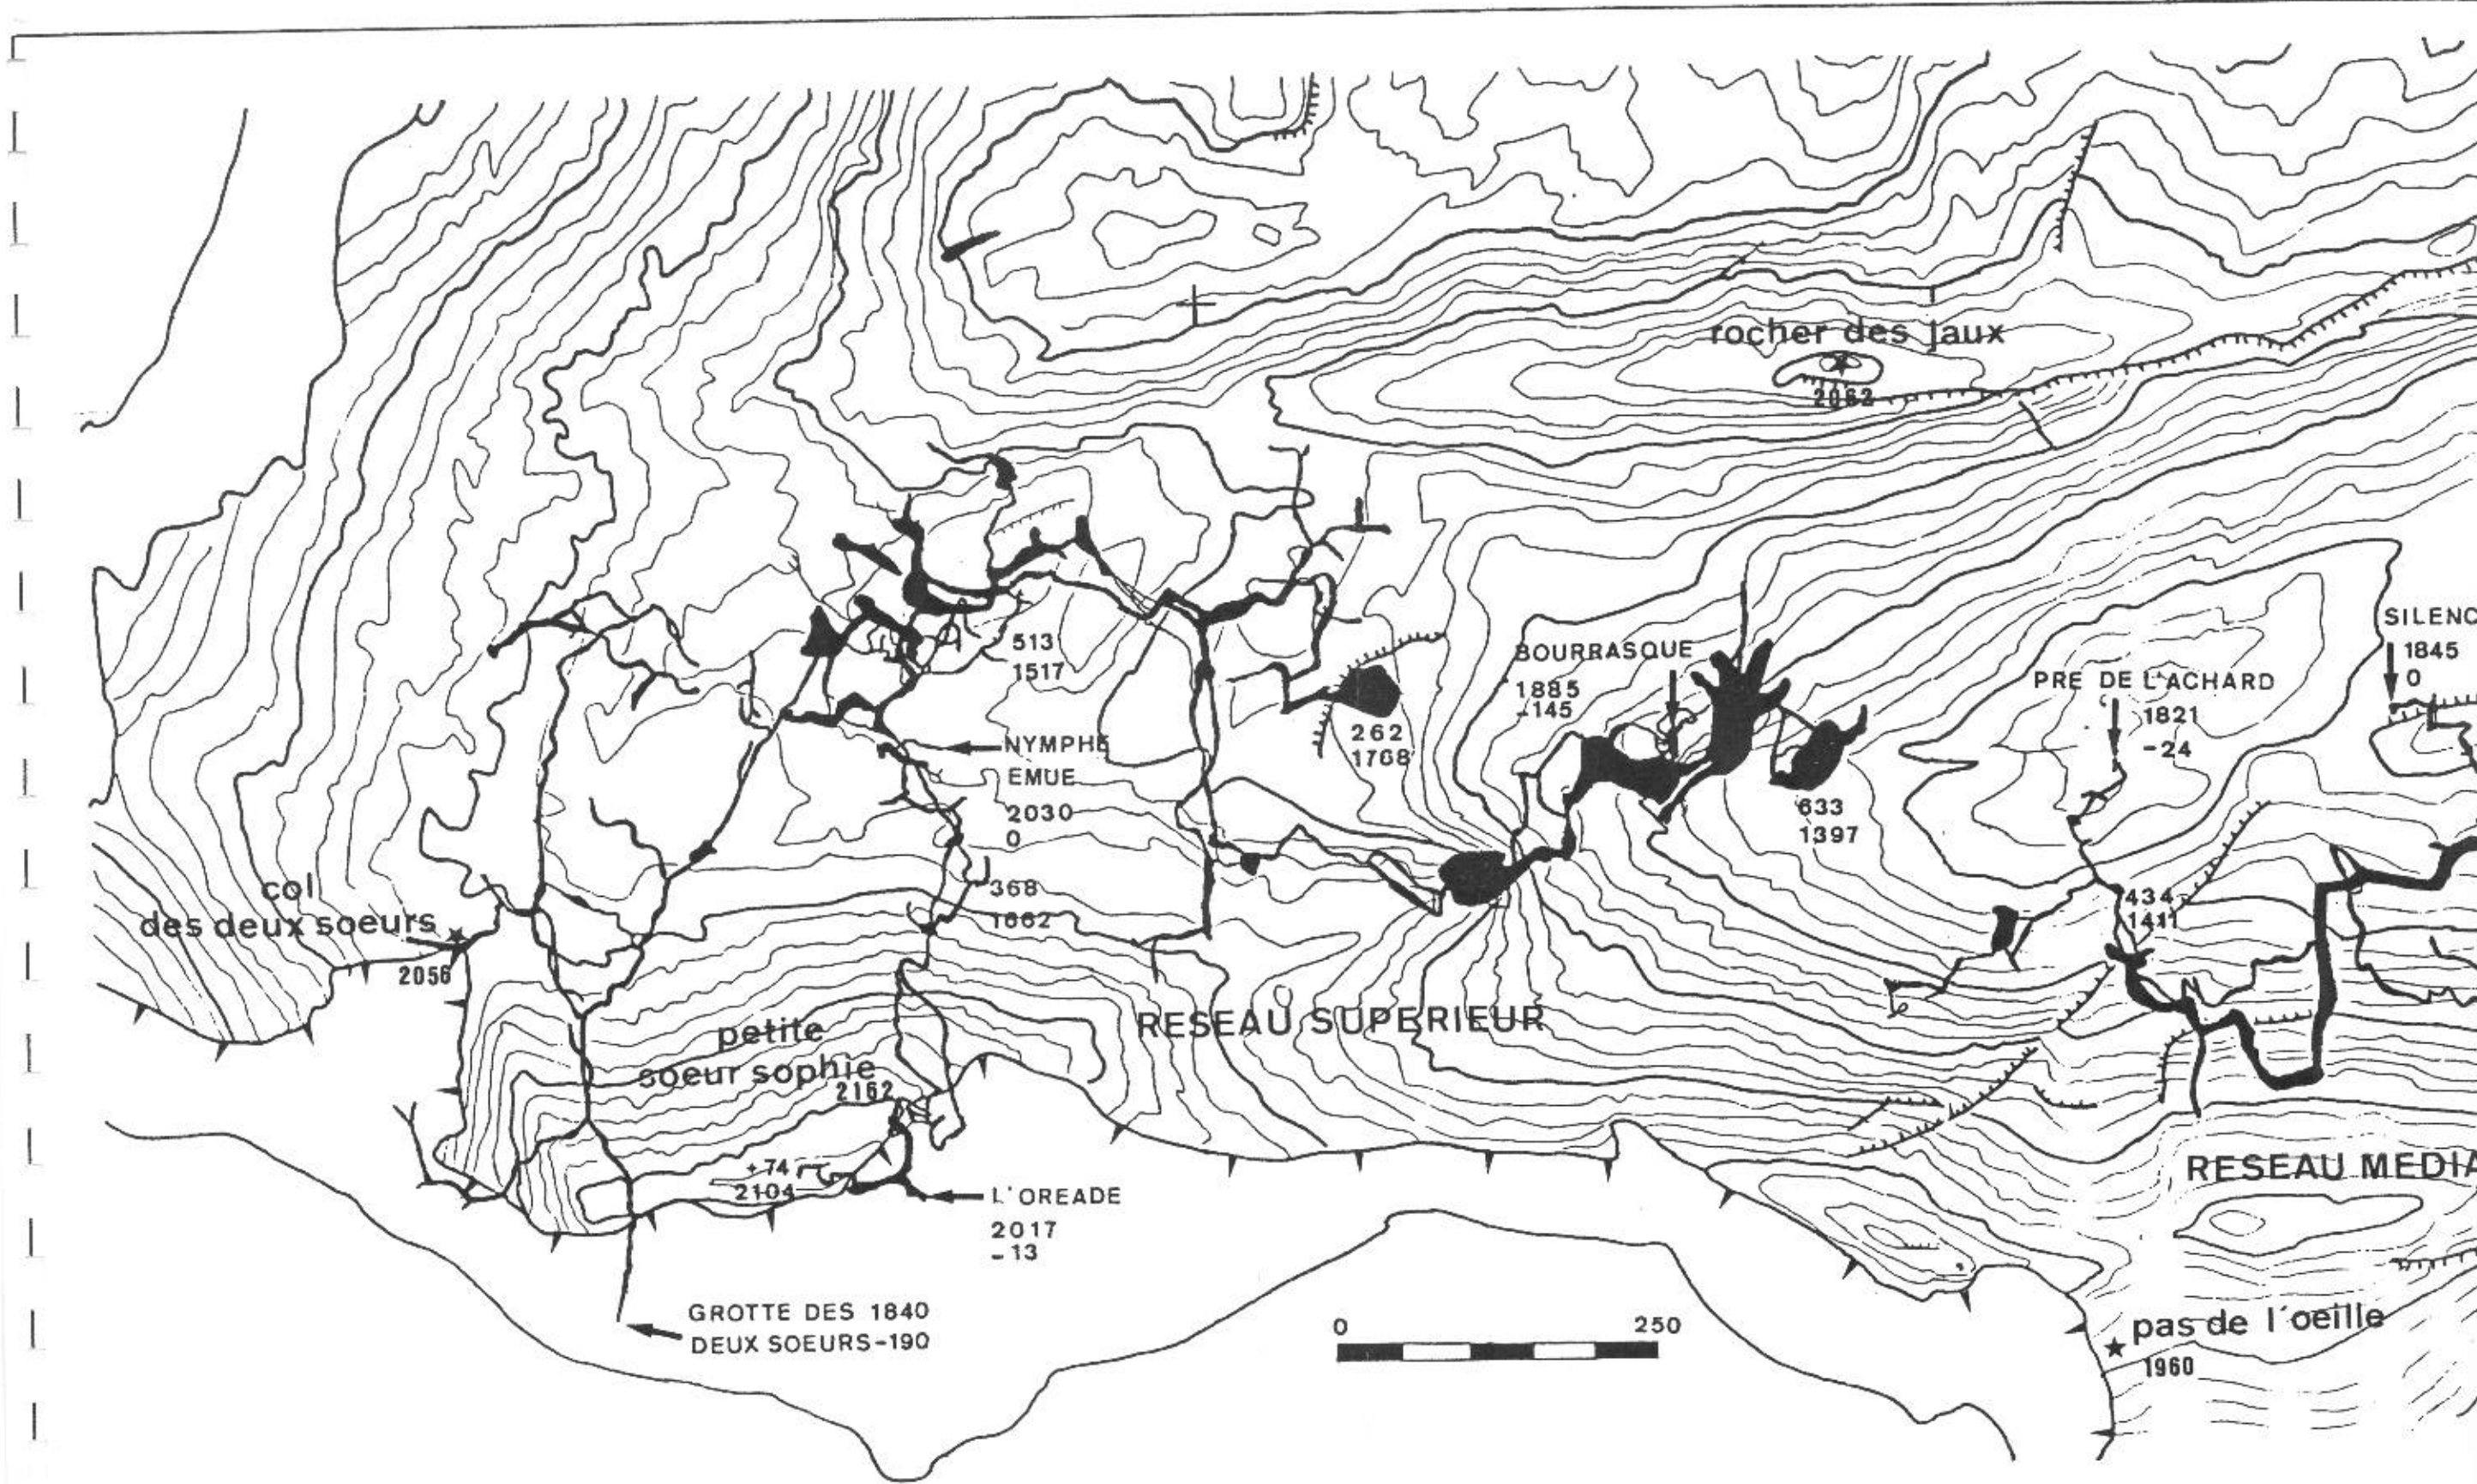 rocher des jaux
2063
SILENC
1845
0
BOURRASQUE
1885
-145
PRE DE L'ACHARD
1821
-24
513
1517
262
1768
NYMPHE
EMUE
2030
0
633
1397
368
1662
434
1411
col
des deux soeurs
2056
RESEAU SUPERIEUR
petite
soeur sophie
2162
+74
2104
L'OREADE
2017
-13
RESEAU MEDIA
GROTTE DES 1840
DEUX SOEURS-190
0 250
pas de l'oeille
1960